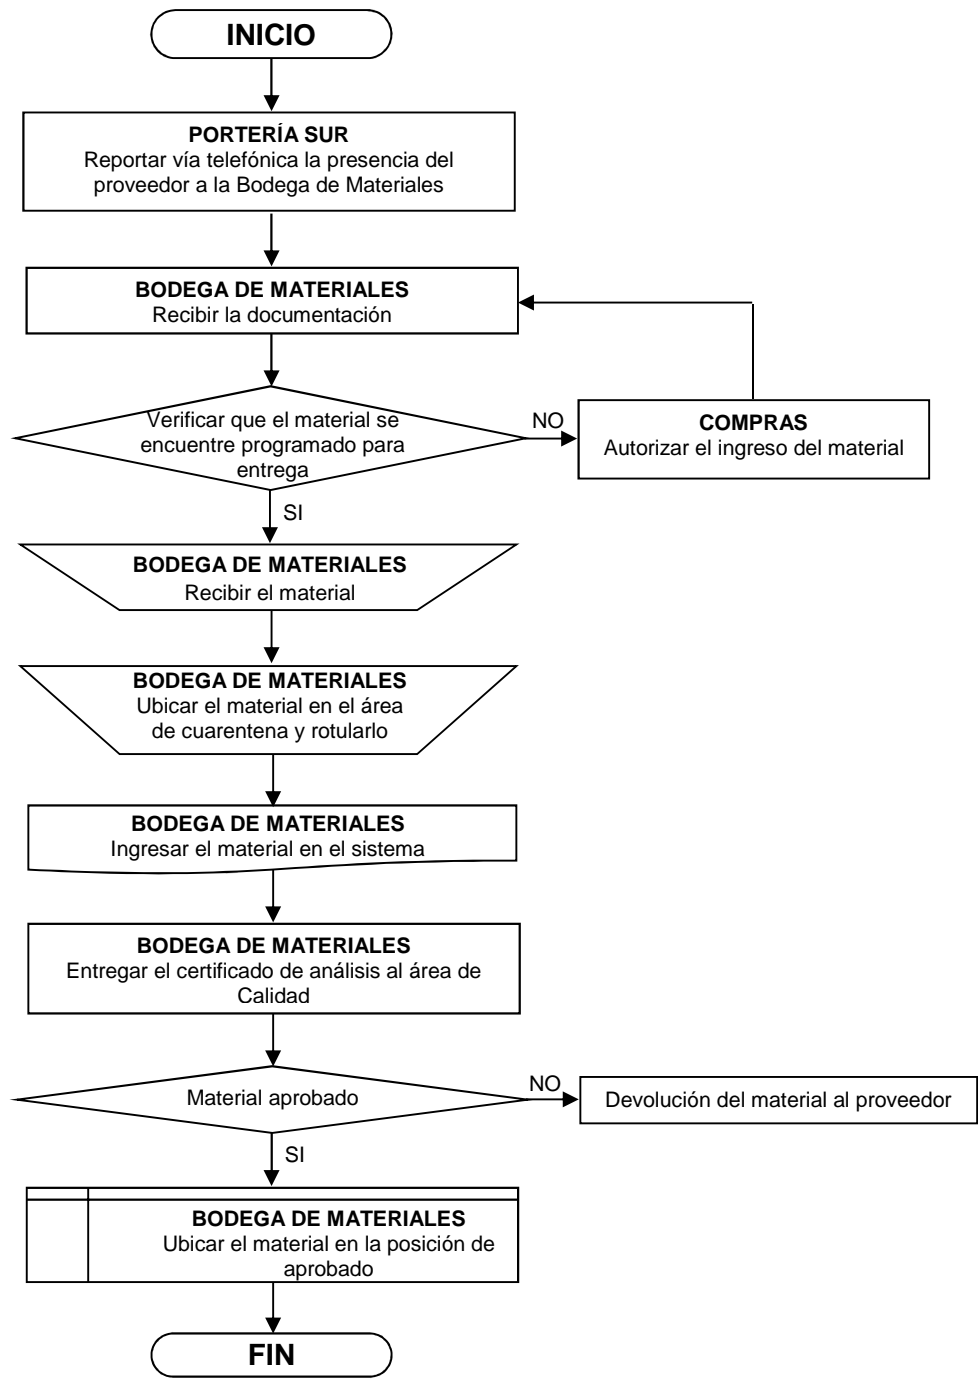 INICIO
PORTERÍA SUR
Reportar vía telefónica la presencia del
proveedor a la Bodega de Materiales
BODEGA DE MATERIALES
Recibir la documentación
Verificar que el material se
encuentre programado para
entrega
NO
COMPRAS
Autorizar el ingreso del material
SI
BODEGA DE MATERIALES
Recibir el material
BODEGA DE MATERIALES
Ubicar el material en el área
de cuarentena y rotularlo
BODEGA DE MATERIALES
Ingresar el material en el sistema
BODEGA DE MATERIALES
Entregar el certificado de análisis al área de
Calidad
Material aprobado
NO
Devolución del material al proveedor
SI
BODEGA DE MATERIALES
Ubicar el material en la posición de
aprobado
FIN